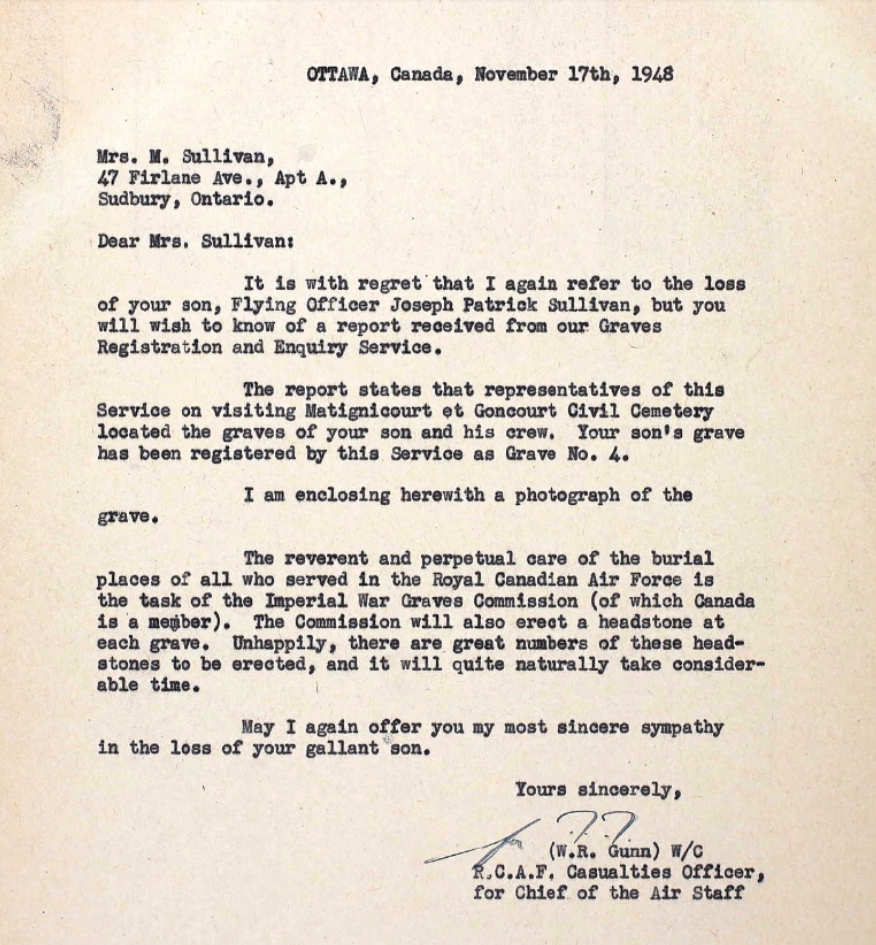 OTTAWA, Canada, November 17th, 1948
Mrs. M. Sullivan,
47 Firlane Ave., Apt A.,
Sudbury, Ontario.
Dear Mrs. Sullivan:
It is with regret that I again refer to the loss
of your son, Flying Officer Joseph Patrick Sullivan, but you
will wish to know of a report received from our Graves
Registration and Enquiry Service.
The report states that representatives of this
Service on visiting Matignicourt et Goncourt Civil Cemetery
located the graves of your son and his crew. Your son's grave
has been registered by this Service as Grave No. 4.
I am enclosing herewith a photograph of the
grave.
The reverent and perpetual care of the burial
places of all who served in the Royal Canadian Air Force is
the task of the Imperial War Graves Commission (of which Canada
is a member). The Commission will also erect a headstone at
each grave. Unhappily, there are great numbers of these head-
stones to be erected, and it will quite naturally take consider-
able time.
May I again offer you my most sincere sympathy
in the loss of your gallant son.
Yours sincerely,
for
(W.R. Gunn) W/C
R.C.A.F. Casualties Officer,
for Chief of the Air Staff